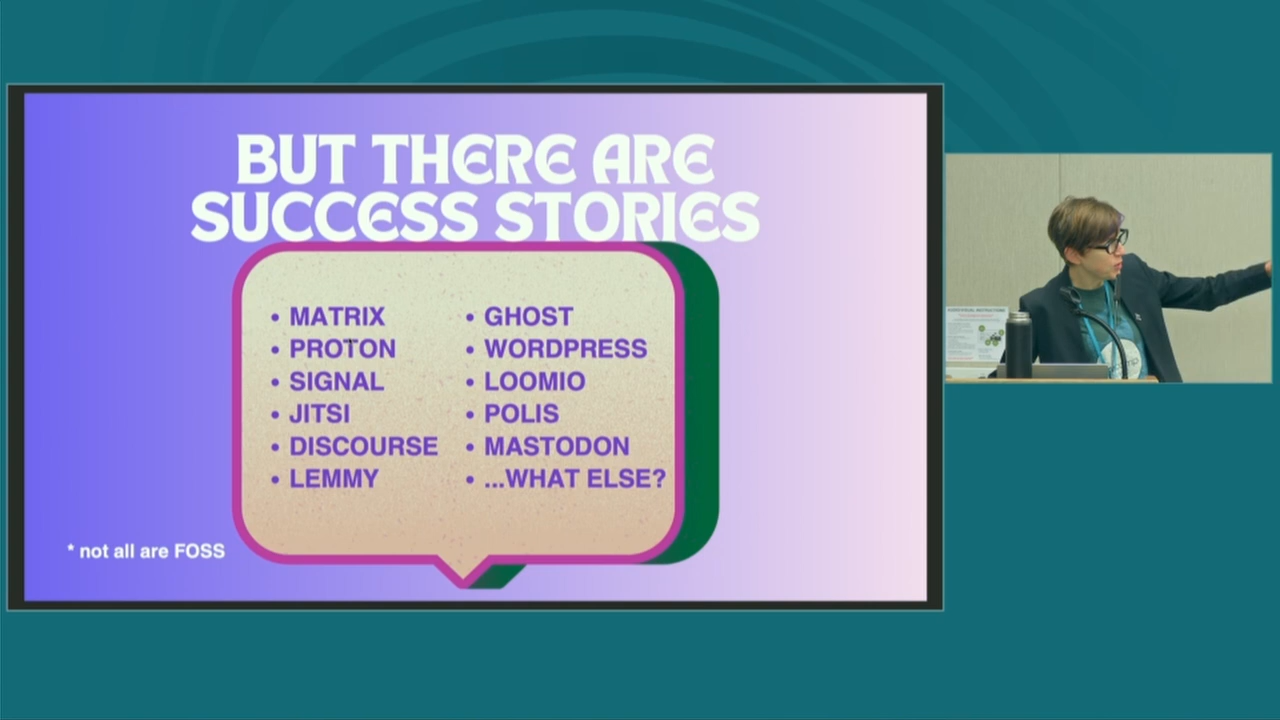 BUT THERE ARE
SUCCESS STORIES
• MATRIX
• PROTON
• SIGNAL
• JITSI
• DISCOURSE
• LEMMY
• GHOST
• WORDPRESS
• LOOMIO
• POLIS
• MASTODON
• ...WHAT ELSE?
* not all are FOSS